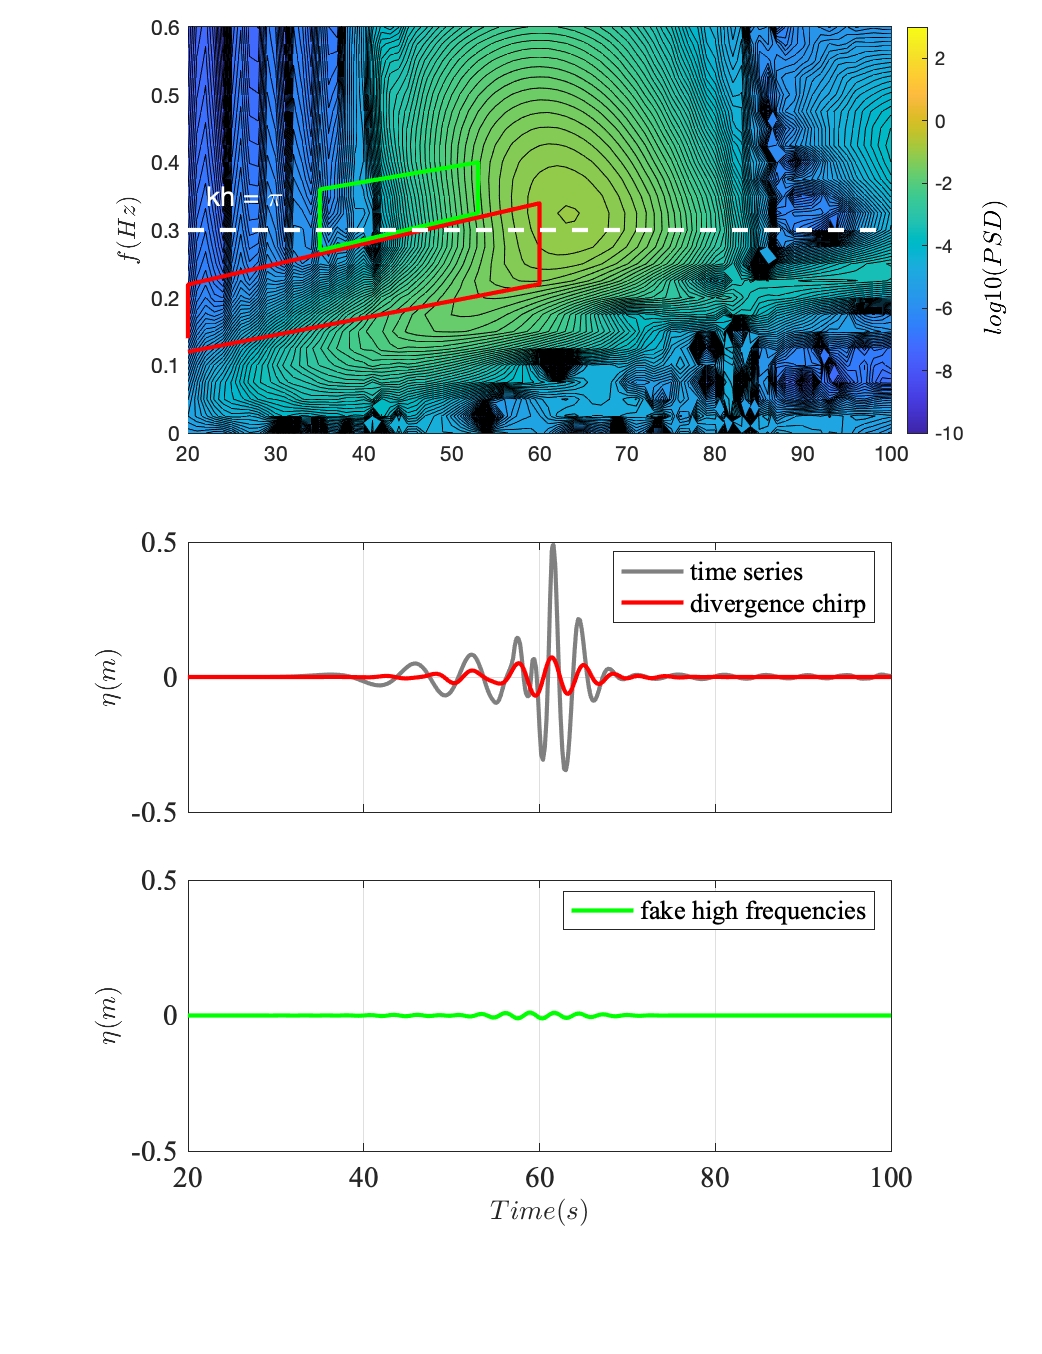 0.6
0.5
0.4
0.3
0.2
0.1
0
f(Hz)
kh = π
20 30 40 50 60 70 80 90 100
2
0
-2
-4
-6
-8
-10
log10(PSD)
0.5
0
-0.5
η(m)
time series
divergence chirp
0.5
0
-0.5
η(m)
fake high frequencies
20 40 60 80 100
Time(s)